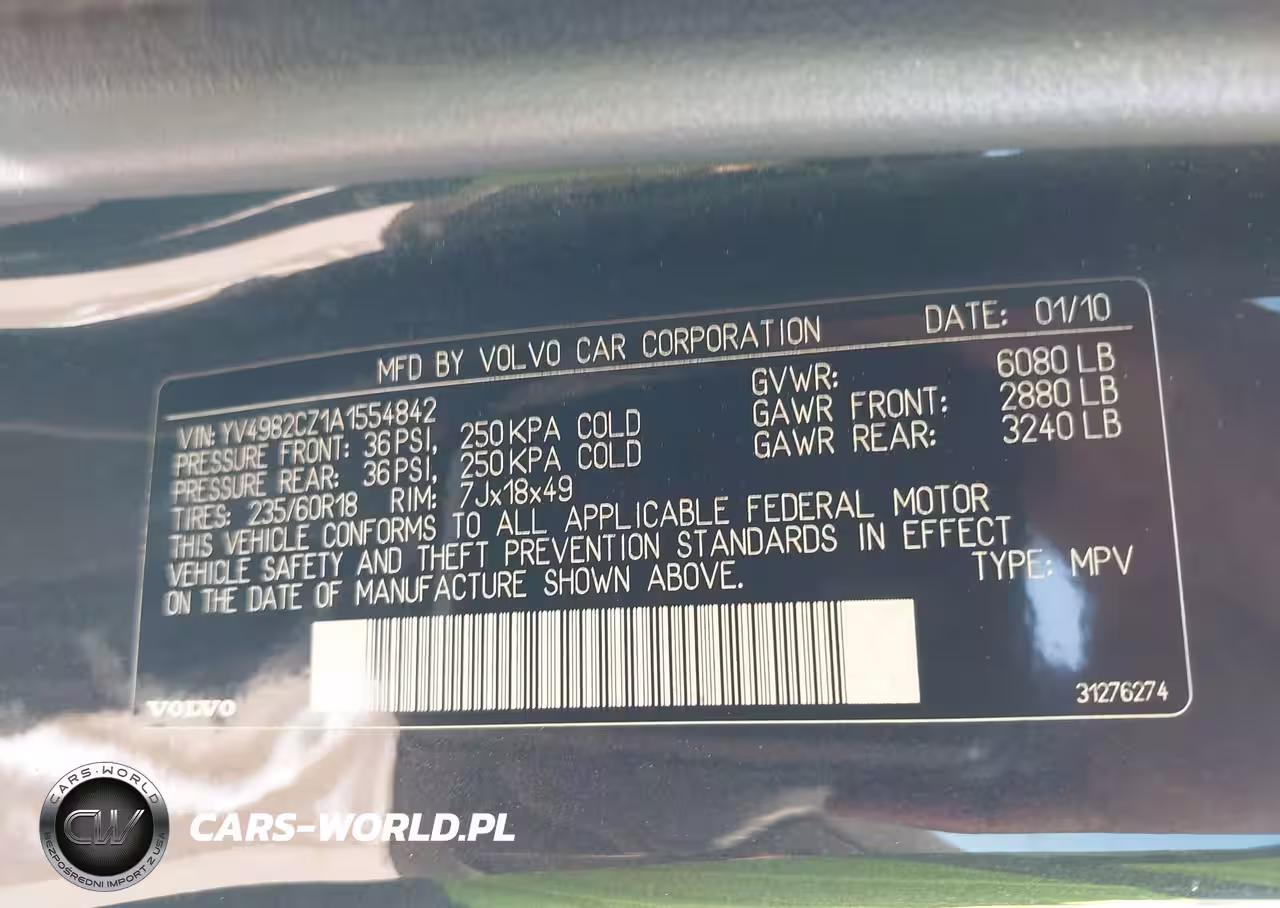 MFD BY VOLVO CAR CORPORATION DATE: 01/10
VIN: YV4982CZ1A1554842 GVWR: 6080 LB
PRESSURE FRONT: 36 PSI, 250 KPA COLD GAWR FRONT: 2880 LB
PRESSURE REAR: 36 PSI, 250 KPA COLD GAWR REAR: 3240 LB
TIRES: 235/60R18 RIM: 7Jx18x49
THIS VEHICLE CONFORMS TO ALL APPLICABLE FEDERAL MOTOR
VEHICLE SAFETY AND THEFT PREVENTION STANDARDS IN EFFECT
ON THE DATE OF MANUFACTURE SHOWN ABOVE. TYPE: MPV
VOLVO 31276274
CARS-WORLD
CW
BEZPOŚREDNI IMPORT Z USA
CARS-WORLD.PL